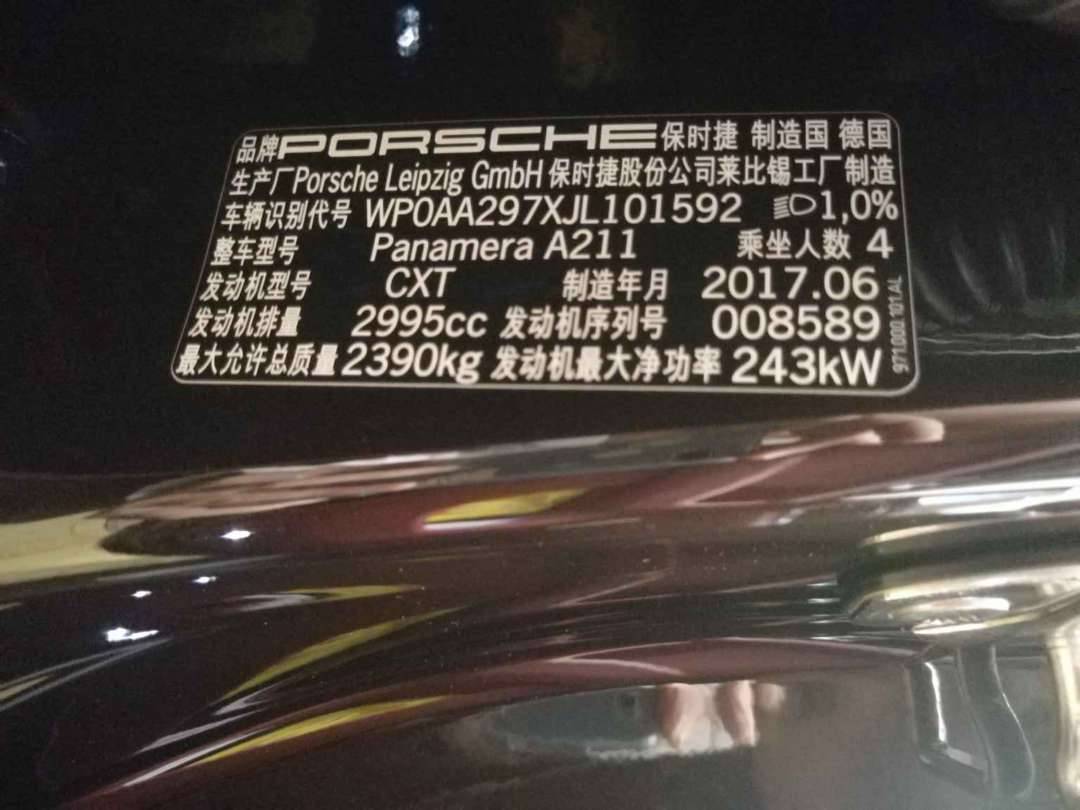 品牌PORSCHE保时捷 制造国 德国
生产厂Porsche Leipzig GmbH 保时捷股份公司莱比锡工厂制造
车辆识别代号 WP0AA297XJL101592 1,0%
整车型号 Panamera A211 乘坐人数 4
发动机型号 CXT 制造年月 2017.06
发动机排量 2995cc 发动机序列号 008589
最大允许总质量 2390kg 发动机最大净功率 243kW
971.000.101.AL